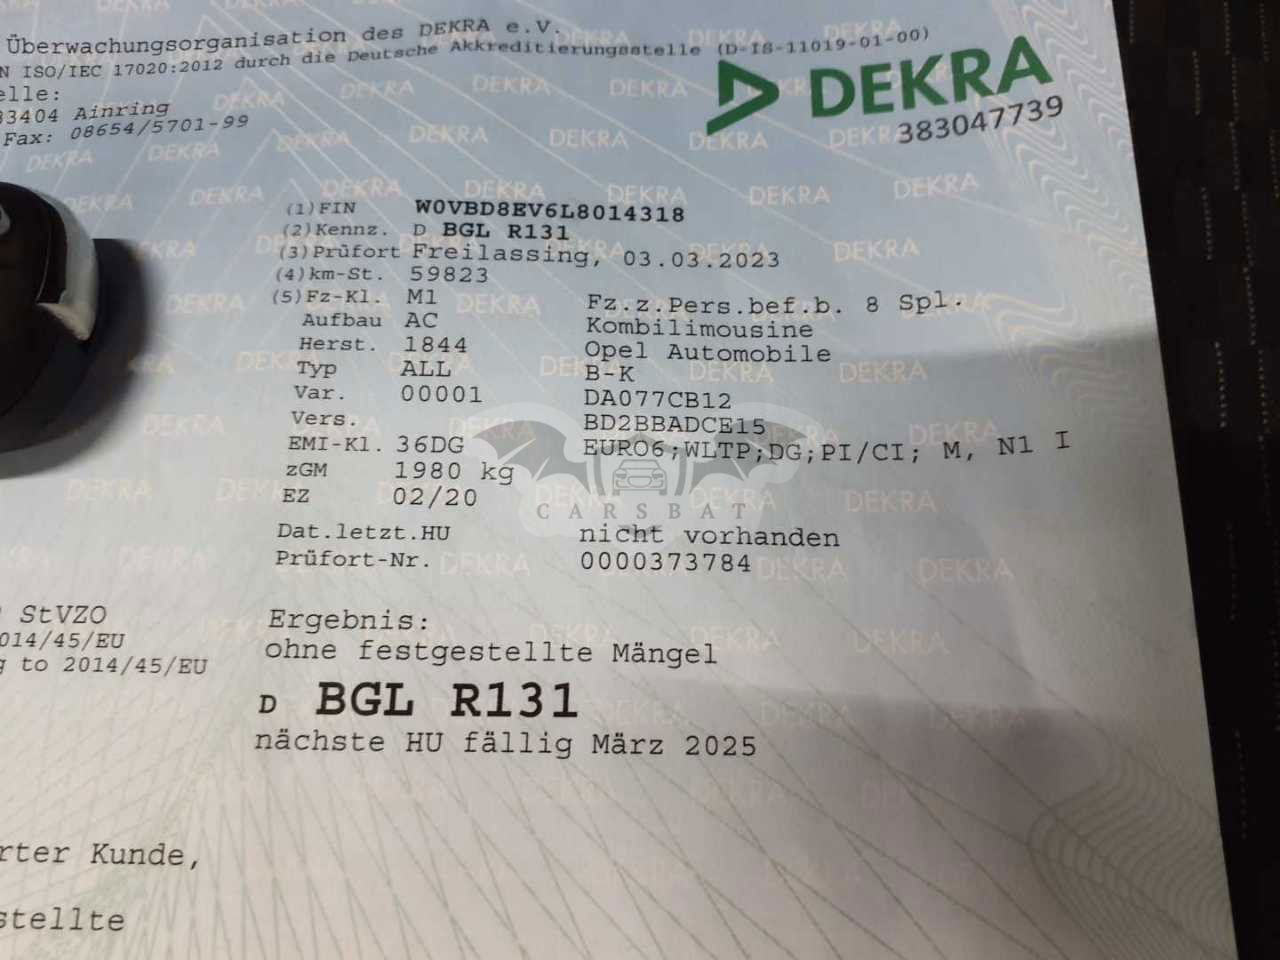 Überwachungsorganisation des DEKRA e.V.
N ISO/IEC 17020:2012 durch die Deutsche Akkreditierungsstelle (D-IS-11019-01-00)
elle:
83404 Ainring
Fax: 08654/5701-99
DEKRA
383047739
(1)FIN W0VBD8EV6L8014318
(2)Kennz. D BGL R131
(3)Prüfort Freilassing, 03.03.2023
(4)km-St. 59823
(5)Fz-Kl. M1 Fz.z.Pers.bef.b. 8 Spl.
Aufbau AC Kombilimousine
Herst. 1844 Opel Automobile
Typ ALL B-K
Var. 00001 DA077CB12
Vers. BD2BBADCE15
EMI-Kl. 36DG EURO6;WLTP;DG;PI/CI; M, N1 I
zGM 1980 kg
EZ 02/20
CARSBAT
Dat.letzt.HU nicht vorhanden
Prüfort-Nr. 0000373784
StVZO
014/45/EU
g to 2014/45/EU
Ergebnis:
ohne festgestellte Mängel
D BGL R131
nächste HU fällig März 2025
rter Kunde,
stellte